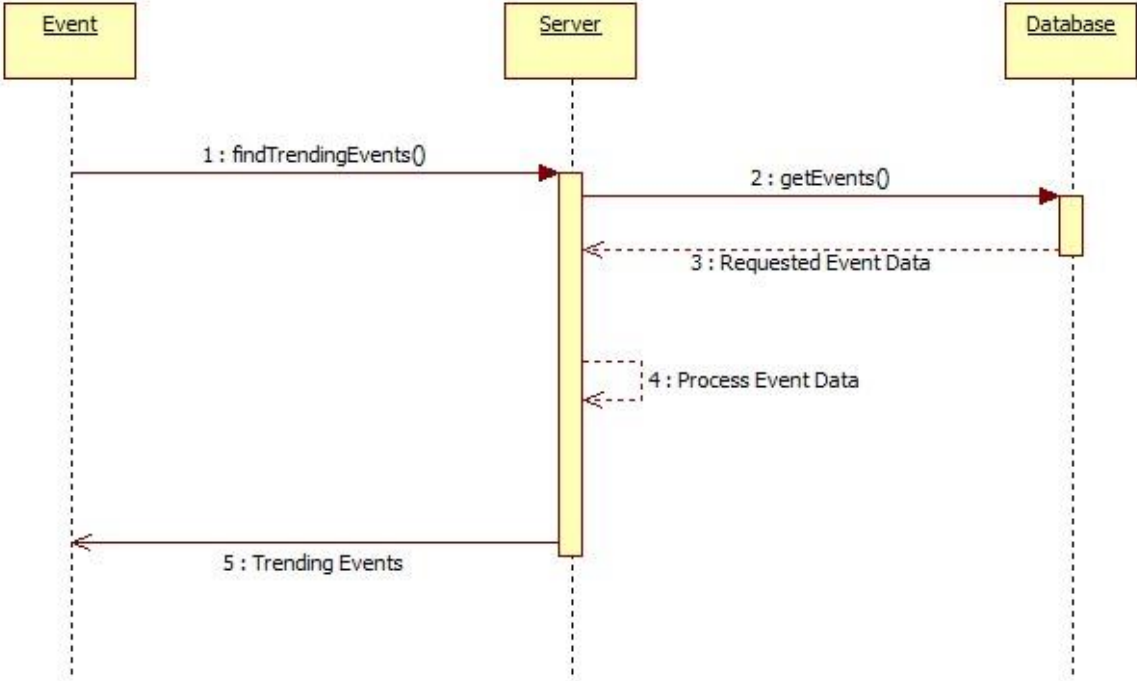 Event
Server
Database
1 : findTrendingEvents()
2 : getEvents()
3 : Requested Event Data
4 : Process Event Data
5 : Trending Events